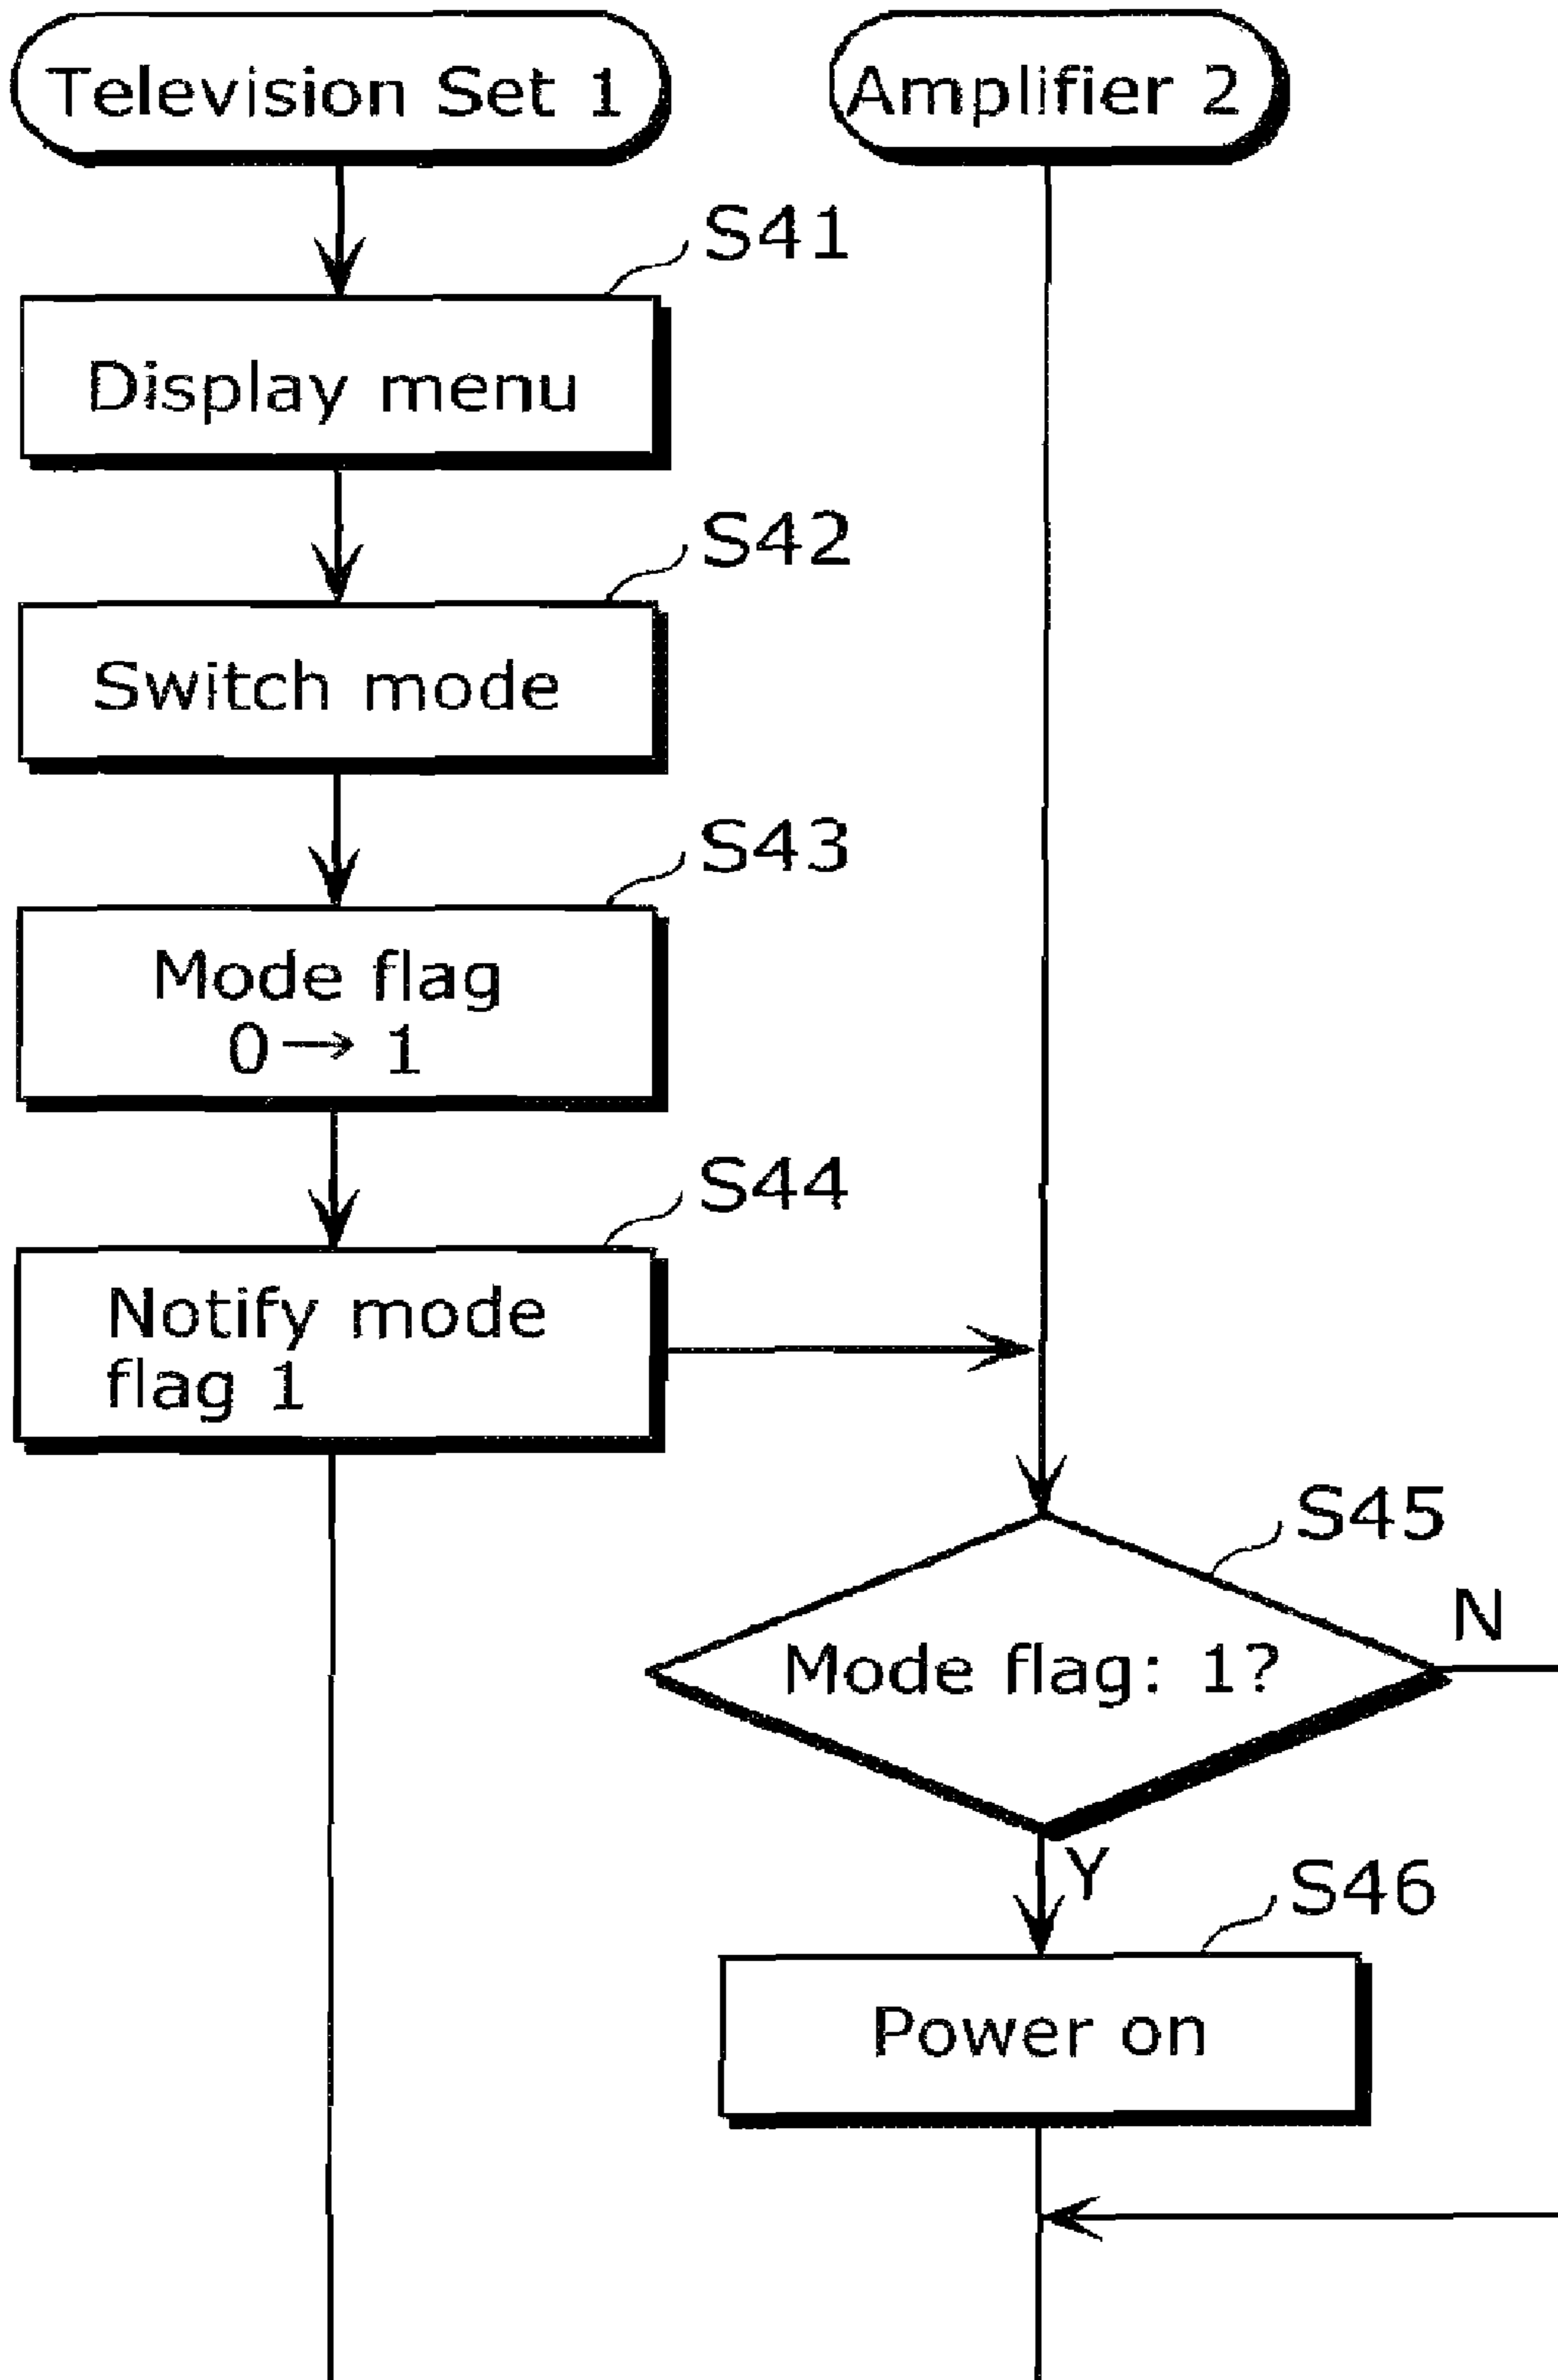 Television Set 1
Amplifier 2
S41
Display menu
S42
Switch mode
S43
Mode flag
0→ 1
S44
Notify mode
flag 1
S45
Mode flag: 1?
N
Y
S46
Power on